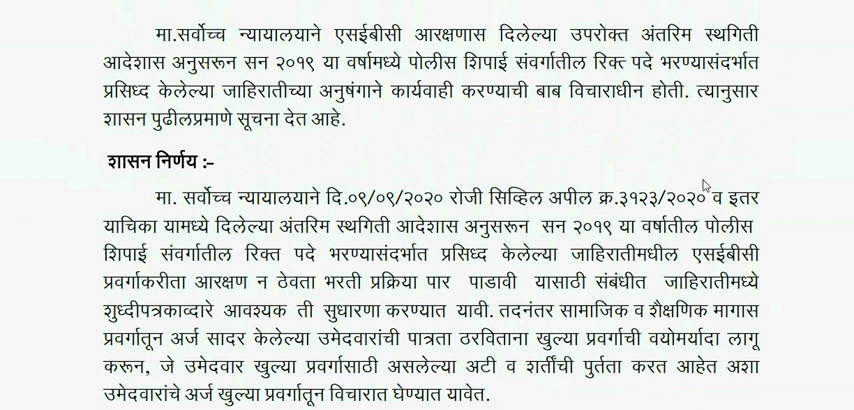 मा.सर्वोच्च न्यायालयाने एसईबीसी आरक्षणास दिलेल्या उपरोक्त अंतरिम स्थगिती
आदेशास अनुसरून सन २०१९ या वर्षामध्ये पोलीस शिपाई संवर्गातील रिक्त पदे भरण्यासंदर्भात
प्रसिध्द केलेल्या जाहिरातीच्या अनुषंगाने कार्यवाही करण्याची बाब विचाराधीन होती. त्यानुसार
शासन पुढीलप्रमाणे सूचना देत आहे.
शासन निर्णय :-
मा. सर्वोच्च न्यायालयाने दि.०९/०९/२०२० रोजी सिव्हिल अपील क्र.३१२३/२०२० व इतर
याचिका यामध्ये दिलेल्या अंतरिम स्थगिती आदेशास अनुसरून सन २०१९ या वर्षातील पोलीस
शिपाई संवर्गातील रिक्त पदे भरण्यासंदर्भात प्रसिध्द केलेल्या जाहिरातीमधील एसईबीसी
प्रवर्गाकरीता आरक्षण न ठेवता भरती प्रक्रिया पार पाडावी यासाठी संबंधीत जाहिरातीमध्ये
शुध्दीपत्रकाव्दारे आवश्यक ती सुधारणा करण्यात यावी. तदनंतर सामाजिक व शैक्षणिक मागास
प्रवर्गातून अर्ज सादर केलेल्या उमेदवारांची पात्रता ठरविताना खुल्या प्रवर्गाची वयोमर्यादा लागू
करून, जे उमेदवार खुल्या प्रवर्गासाठी असलेल्या अटी व शर्तींची पुर्तता करत आहेत अशा
उमेदवारांचे अर्ज खुल्या प्रवर्गातून विचारात घेण्यात यावेत.